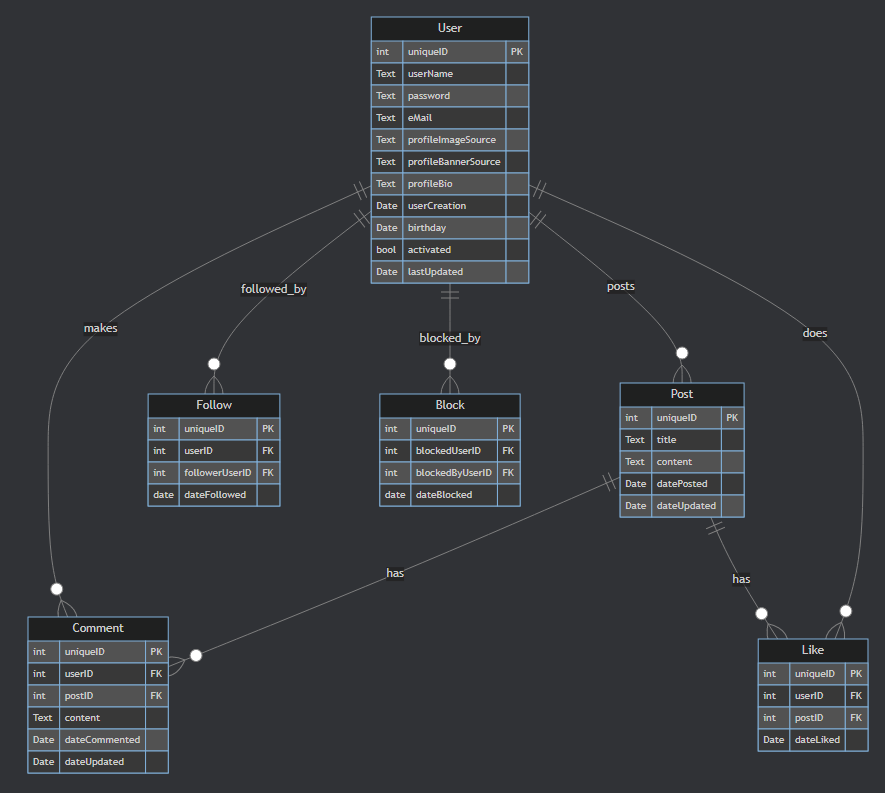 User
int uniqueID PK
Text userName
Text password
Text eMail
Text profileImageSource
Text profileBannerSource
Text profileBio
Date userCreation
Date birthday
bool activated
Date lastUpdated
followed_by
posts
makes
blocked_by
does
Follow
int uniqueID PK
int userID FK
int followerUserID FK
date dateFollowed
Block
int uniqueID PK
int blockedUserID FK
int blockedByUserID FK
date dateBlocked
Post
int uniqueID PK
Text title
Text content
Date datePosted
Date dateUpdated
has
has
Comment
int uniqueID PK
int userID FK
int postID FK
Text content
Date dateCommented
Date dateUpdated
Like
int uniqueID PK
int userID FK
int postID FK
Date dateLiked